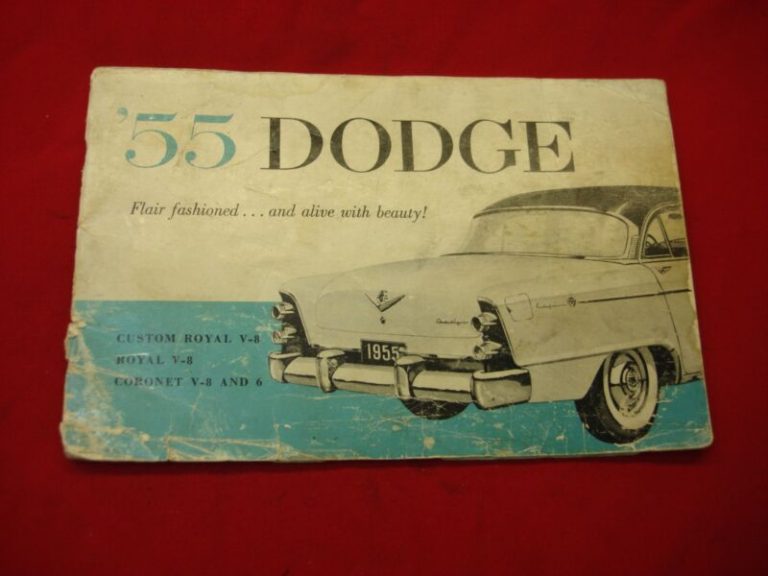 '55 DODGE
Flair fashioned . . . and alive with beauty!
CUSTOM ROYAL V-8
ROYAL V-8
CORONET V-8 AND 6
1955